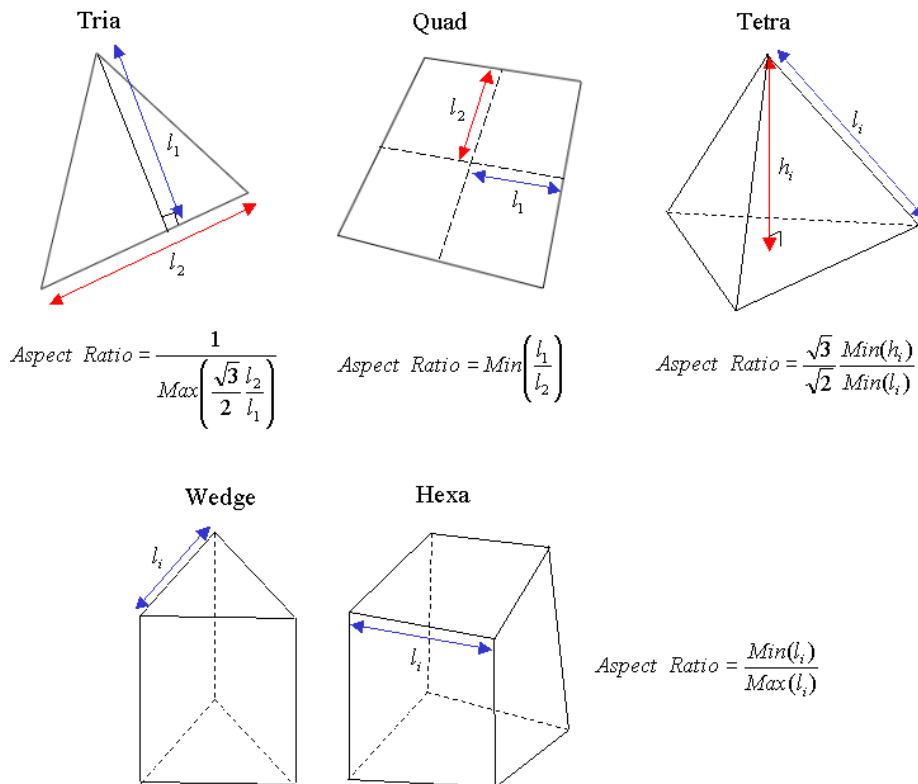 Tria Quad Tetra
l₁ l₂ l₂ l₁ lᵢ hᵢ
Aspect Ratio = 1 / Max(√3/2 l₂/l₁)
Aspect Ratio = Min(l₁/l₂)
Aspect Ratio = √3/√2 Min(hᵢ)/Min(lᵢ)
Wedge Hexa
lᵢ lᵢ
Aspect Ratio = Min(lᵢ)/Max(lᵢ)